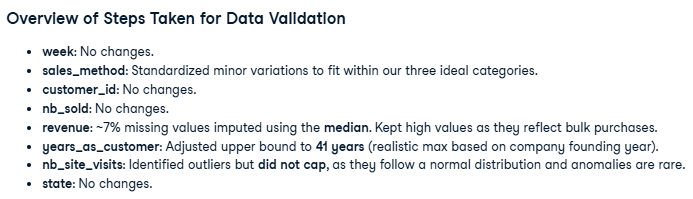 Overview of Steps Taken for Data Validation
• week: No changes.
• sales_method: Standardized minor variations to fit within our three ideal categories.
• customer_id: No changes.
• nb_sold: No changes.
• revenue: ~7% missing values imputed using the median. Kept high values as they reflect bulk purchases.
• years_as_customer: Adjusted upper bound to 41 years (realistic max based on company founding year).
• nb_site_visits: Identified outliers but did not cap, as they follow a normal distribution and anomalies are rare.
• state: No changes.